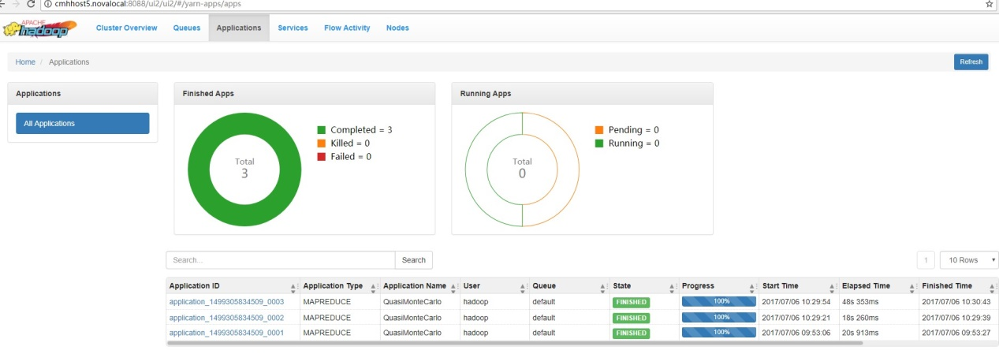 cmhhost5.novalocal:8088/ui2/ui2/#/yarn-apps/apps
APACHE
hadoop
Cluster Overview Queues Applications Services Flow Activity Nodes
Home / Applications
Refresh
Applications
All Applications
Finished Apps
Completed = 3
Killed = 0
Failed = 0
Total
3
Running Apps
Pending = 0
Running = 0
Total
0
Search... Search 1 10 Rows
Application ID Application Type Application Name User Queue State Progress Start Time Elapsed Time Finished Time
application_1499305834509_0003 MAPREDUCE QuasiMonteCarlo hadoop default FINISHED 100% 2017/07/06 10:29:54 48s 353ms 2017/07/06 10:30:43
application_1499305834509_0002 MAPREDUCE QuasiMonteCarlo hadoop default FINISHED 100% 2017/07/06 10:29:21 18s 260ms 2017/07/06 10:29:39
application_1499305834509_0001 MAPREDUCE QuasiMonteCarlo hadoop default FINISHED 100% 2017/07/06 09:53:06 20s 913ms 2017/07/06 09:53:27